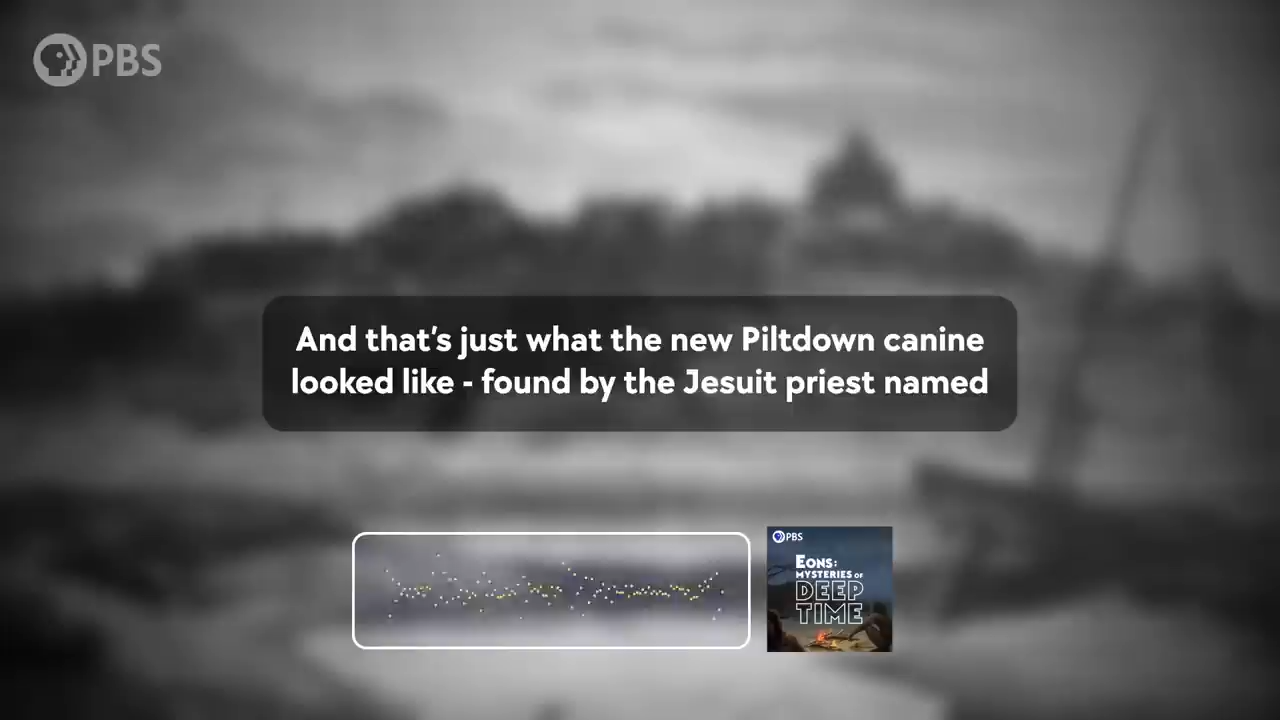 PBS
And that's just what the new Piltdown canine
looked like - found by the Jesuit priest named
PBS
EONS:
MYSTERIES OF
DEEP
TIME